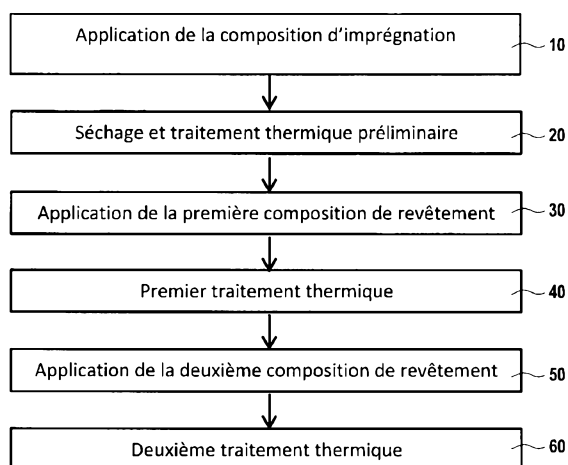 Application de la composition d'imprégnation
10
Séchage et traitement thermique préliminaire
20
Application de la première composition de revêtement
30
Premier traitement thermique
40
Application de la deuxième composition de revêtement
50
Deuxième traitement thermique
60